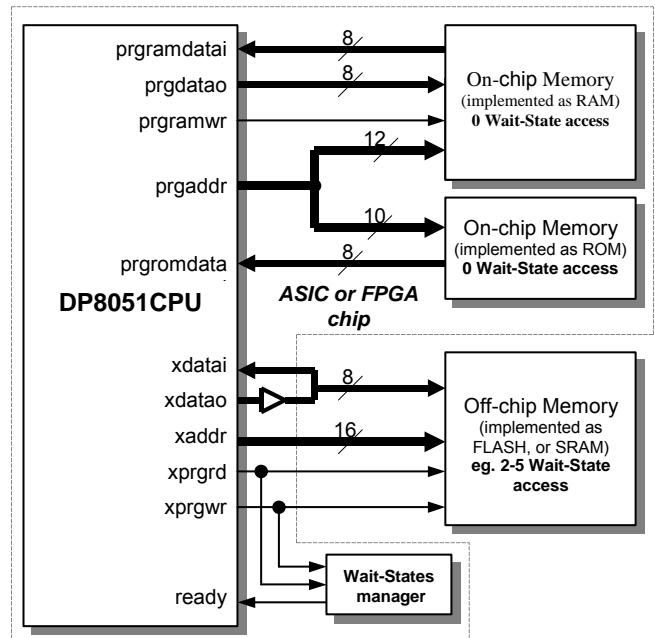 prgramdatai
8
prgdatao
8
prgramwr
On-chip Memory
(implemented as RAM)
0 Wait-State access
12
prgaddr
10
On-chip Memory
(implemented as ROM)
0 Wait-State access
prgromdata
8
DP8051CPU
ASIC or FPGA
chip
xdatai
8
xdatao
xaddr
16
xprgrd
xprgwr
Off-chip Memory
(implemented as
FLASH, or SRAM)
eg. 2-5 Wait-State
access
ready
Wait-States
manager